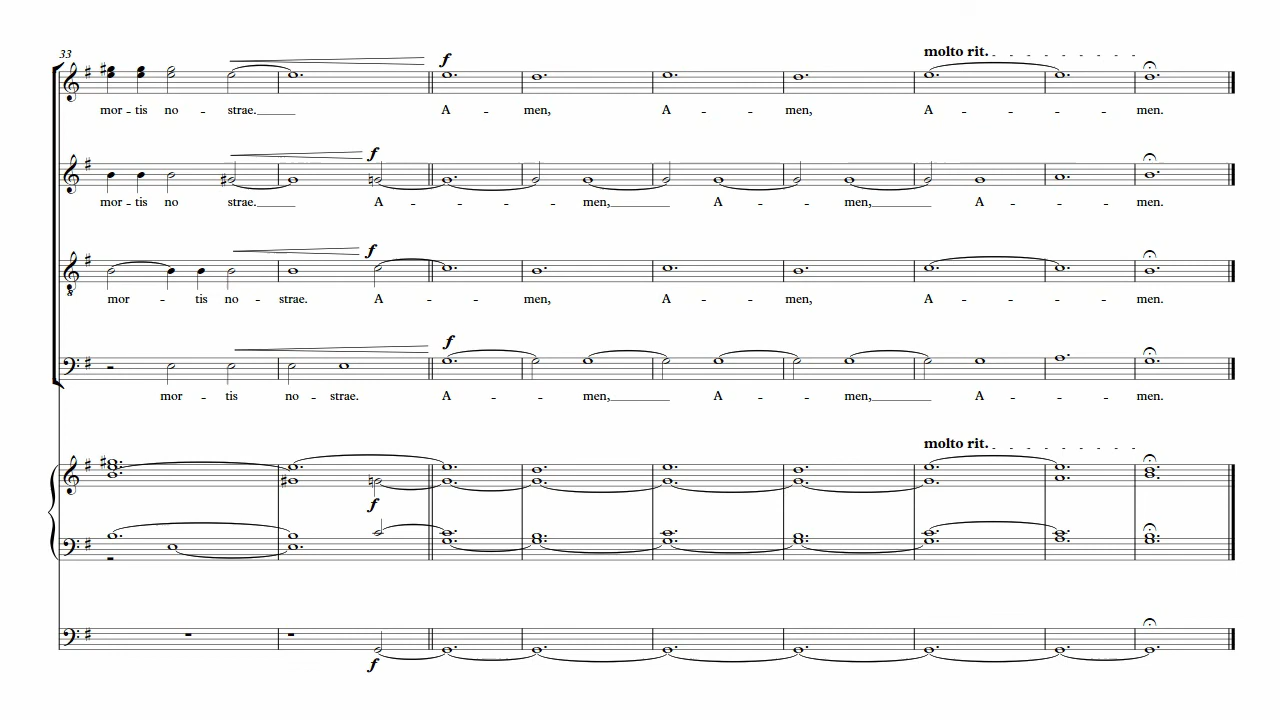 molto rit.
33
f
mor - tis no - strae.
A - men, A - men, A - men.
f
mor - tis no - strae. A - men, A - men, A - men.
f
mor - tis no - strae. A - men, A - men, A - men.
f
mor - tis no - strae. A - men, A - men, A - men.
molto rit.
f
f